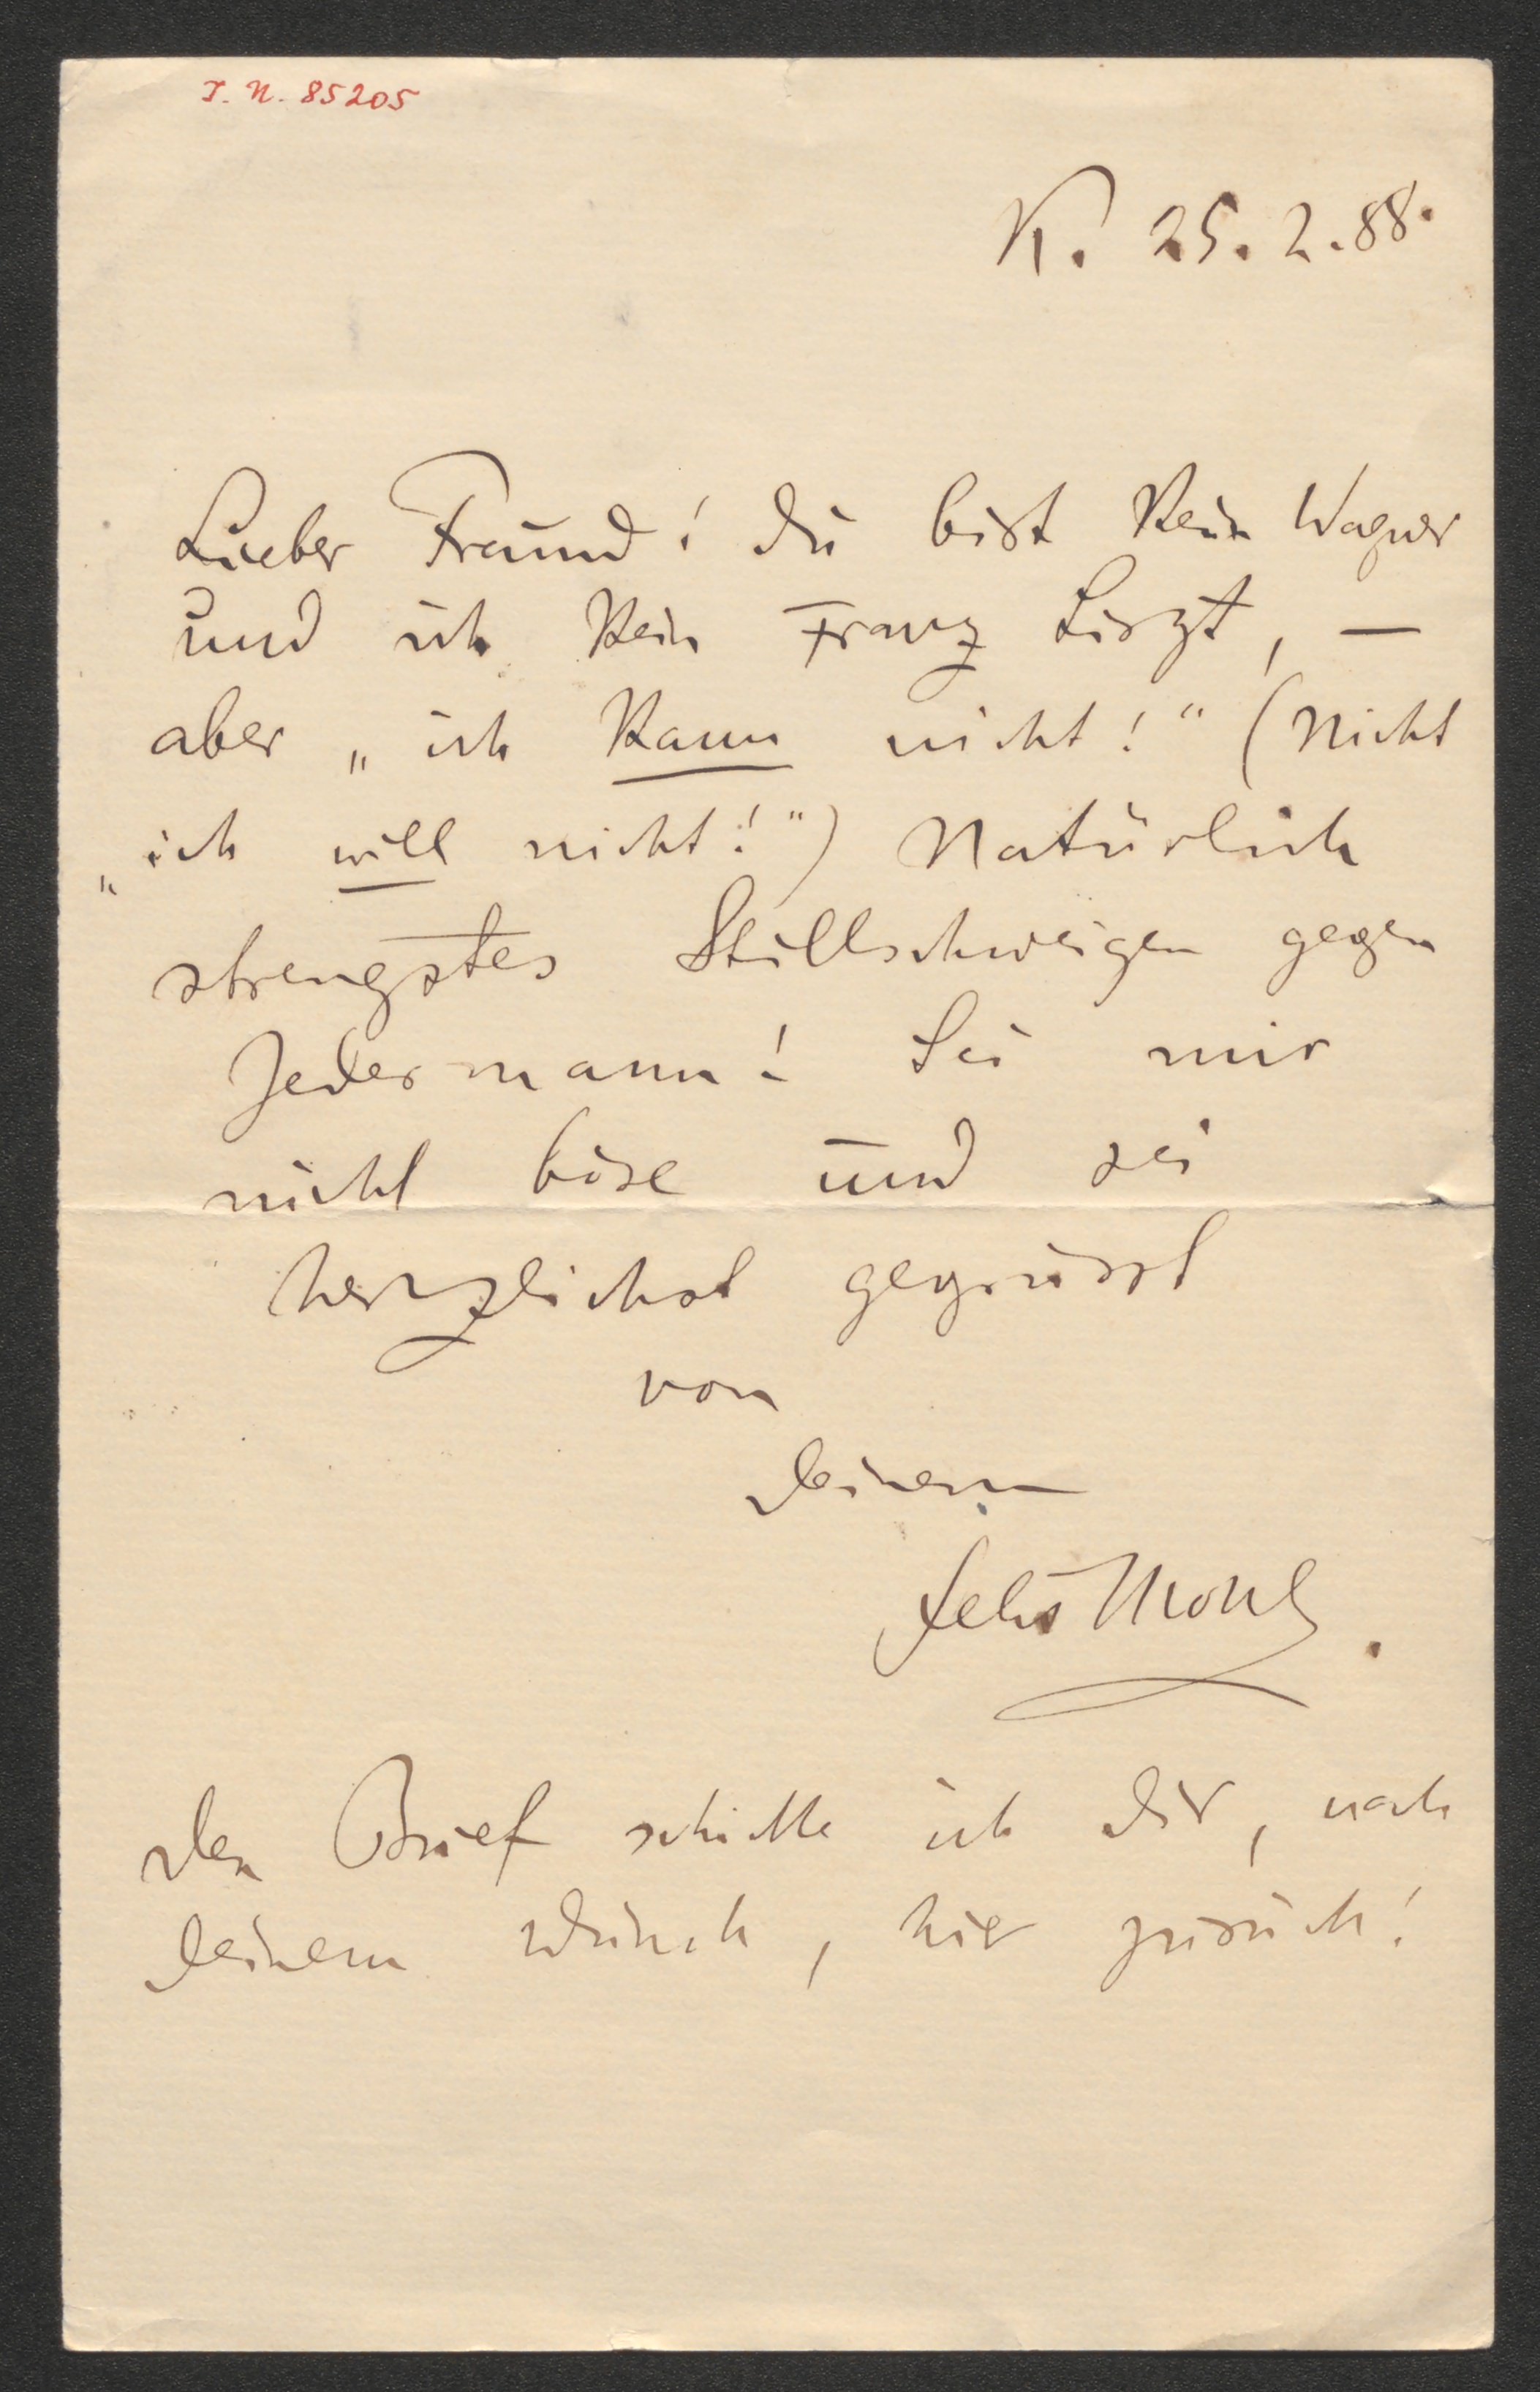 I. N. 85205
K. 25. 2. 88.
Lieber Freund! Du bist kein Wagner
und ich kein Franz Liszt, —
aber „ich kann nicht!“ (Nicht
„ich will nicht!“) Natürlich
strengstes Stillschweigen gegen
Jedermann! Sei mir
nicht böse und sei
herzlichst gegrüsst
von
Deinem
Felix Mottl.
Den Brief schicke ich dir, nach
Deinem Wunsch, hier zurück!